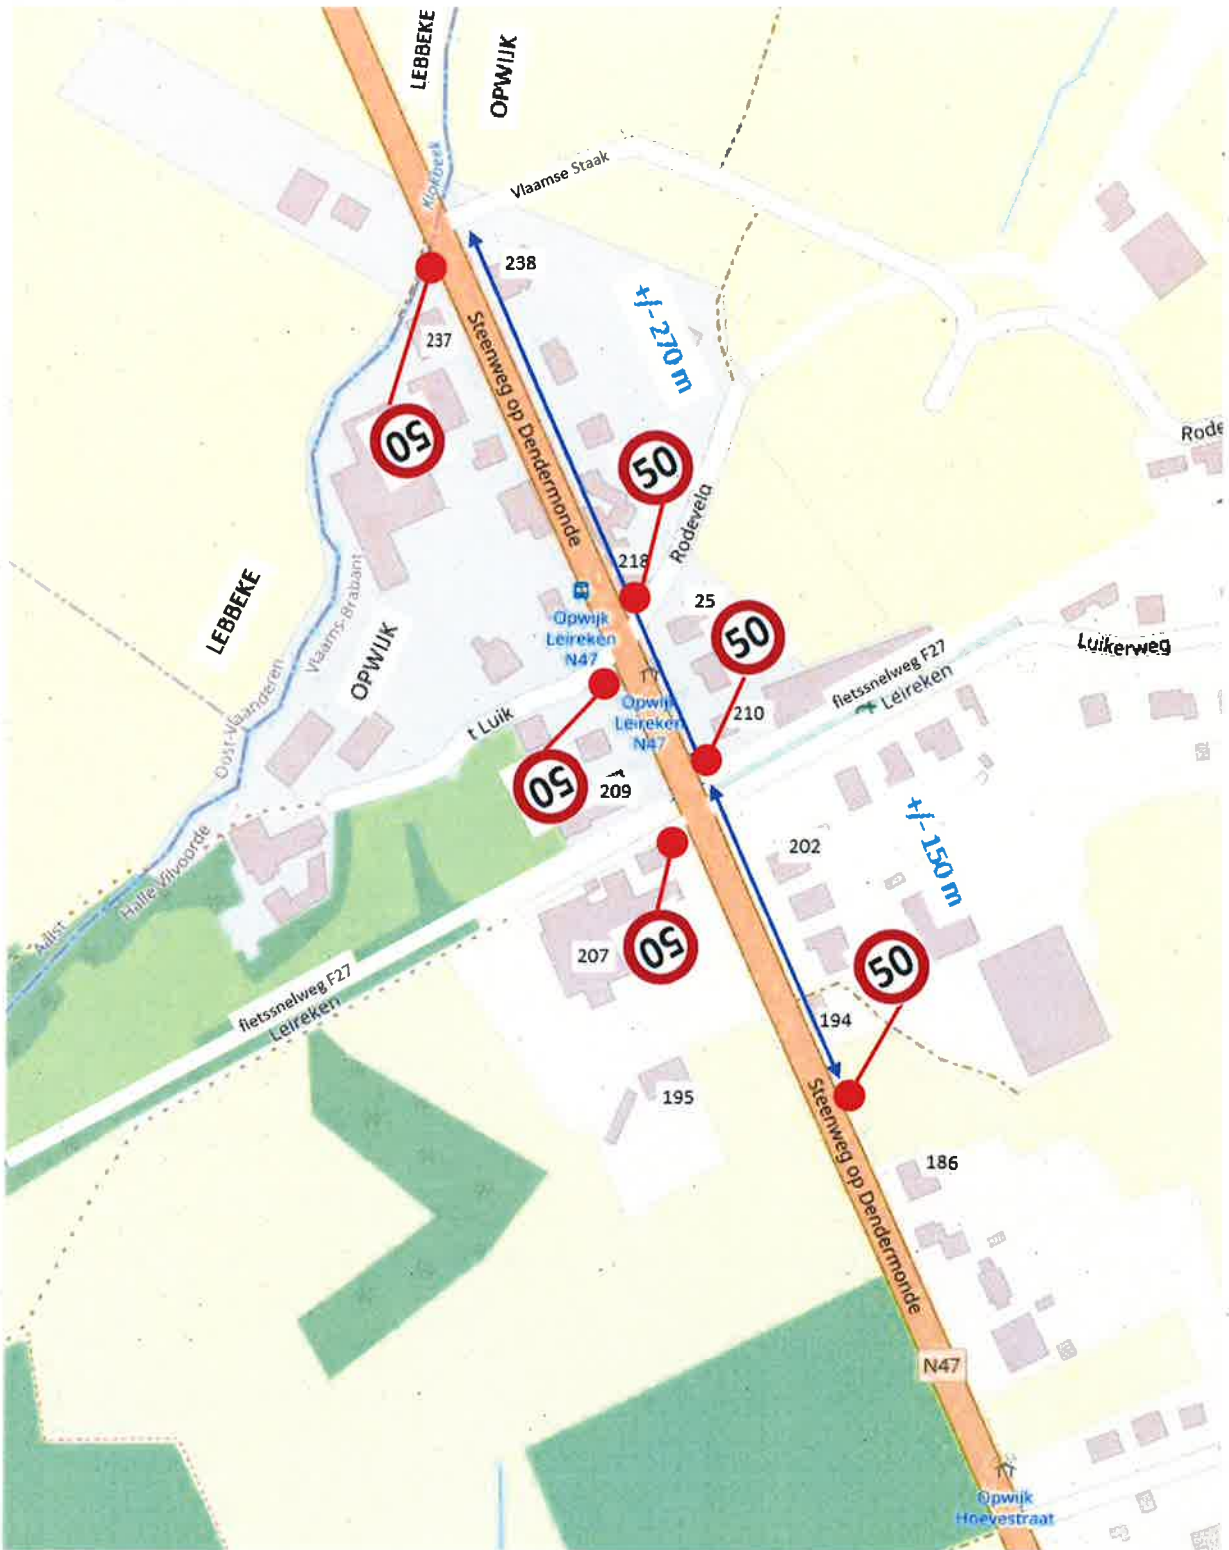 LEBBEKE
OPWIJK
Klokbeek
Vlaamse Staak
238
237
+/- 270 m
Steenweg op Dendermonde
50
50
Rode
Rodeveld
218
25
50
Opwijk
Leireken
N47
LEBBEKE
Vlaams-Brabant
OPWIJK
Oost-Vlaanderen
fietssnelweg F27
Leireken
Luikerweg
t Luik
210
Opwijk
Leireken
N47
50
209
202
+/- 150 m
Halle Vilvoorde
Aalst
207
50
50
fietssnelweg F27
Leireken
194
195
Steenweg op Dendermonde
186
N47
Opwijk
Hoevestraat